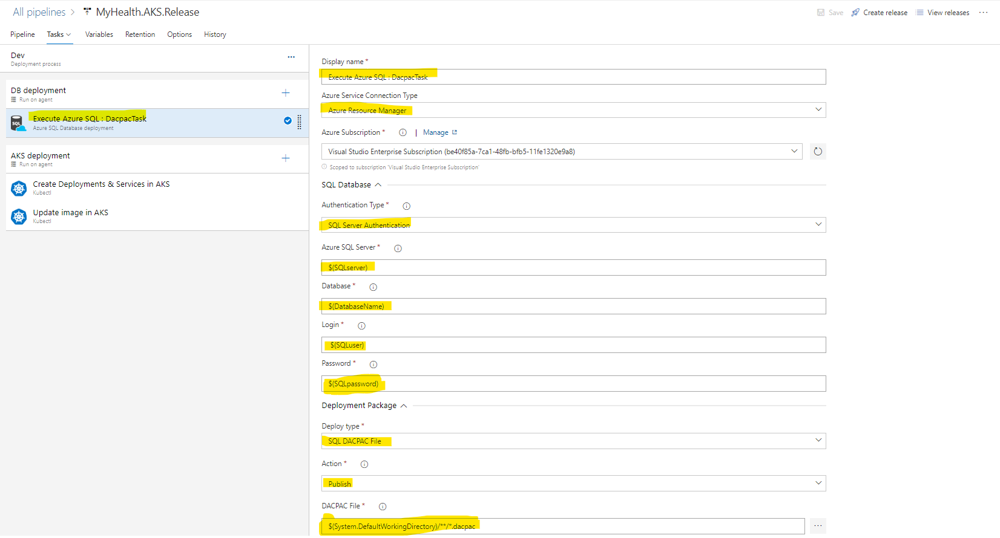 All pipelines > MyHealth.AKS.Release
Save Create release View releases ...
Pipeline Tasks Variables Retention Options History
Dev
Deployment process
DB deployment
Run on agent
SQL
Execute Azure SQL : DacpacTask
Azure SQL Database deployment
AKS deployment
Run on agent
Create Deployments & Services in AKS
Kubectl
Update image in AKS
Kubectl
Display name *
Execute Azure SQL : DacpacTask
Azure Service Connection Type
Azure Resource Manager
Azure Subscription * | Manage
Visual Studio Enterprise Subscription (be40f85a-7ca1-48fb-bfb5-11fe1320e9a8)
Scoped to subscription 'Visual Studio Enterprise Subscription'
SQL Database
Authentication Type *
SQL Server Authentication
Azure SQL Server *
$(SQLserver)
Database *
$(DatabaseName)
Login *
$(SQLuser)
Password *
$(SQLpassword)
Deployment Package
Deploy type *
SQL DACPAC File
Action *
Publish
DACPAC File *
$(System.DefaultWorkingDirectory)/**/*.dacpac
...